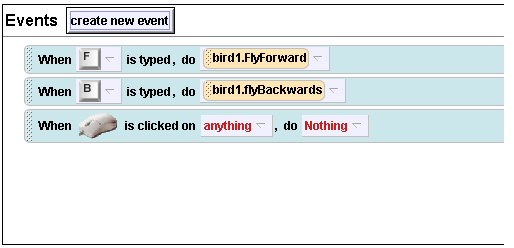 Events create new event
When F is typed, do bird1.FlyForward
When B is typed, do bird1.flyBackwards
When is clicked on anything, do Nothing